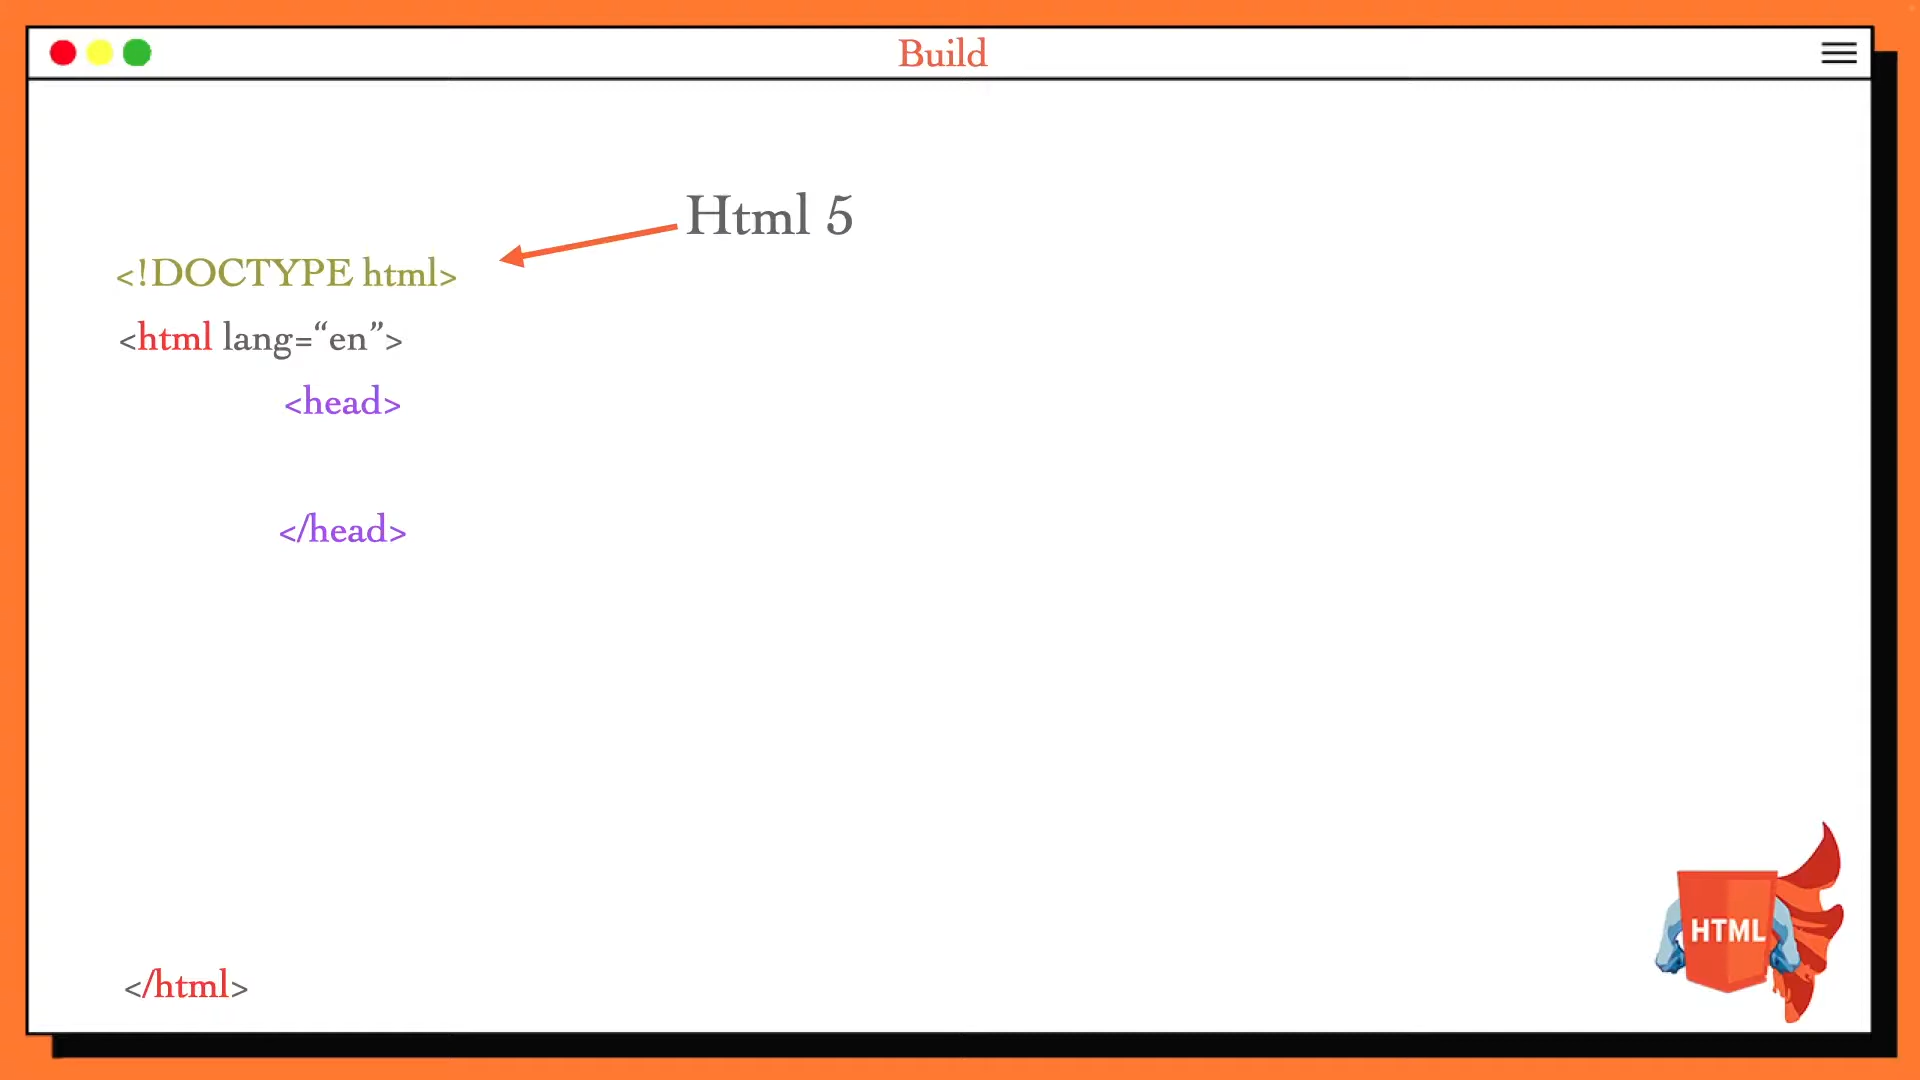 Build
Html 5
<!DOCTYPE html>
<html lang=“en”>
<head>
</head>
</html>
HTML